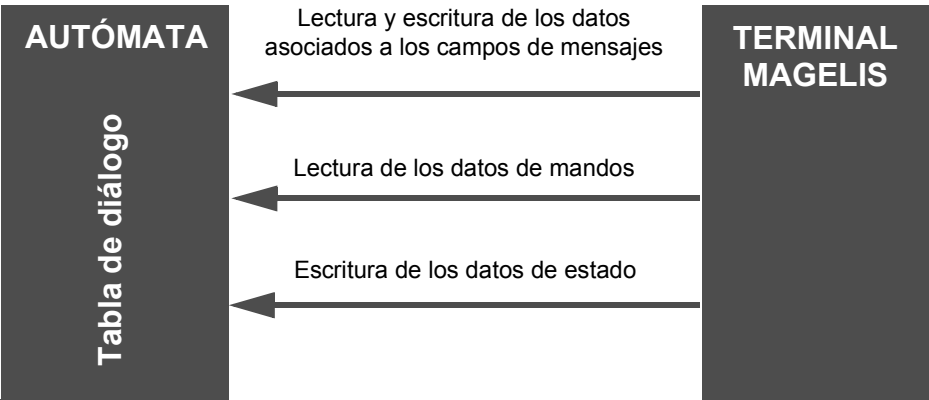 AUTÓMATA
Tabla de diálogo
Lectura y escritura de los datos
asociados a los campos de mensajes
Lectura de los datos de mandos
Escritura de los datos de estado
TERMINAL
MAGELIS